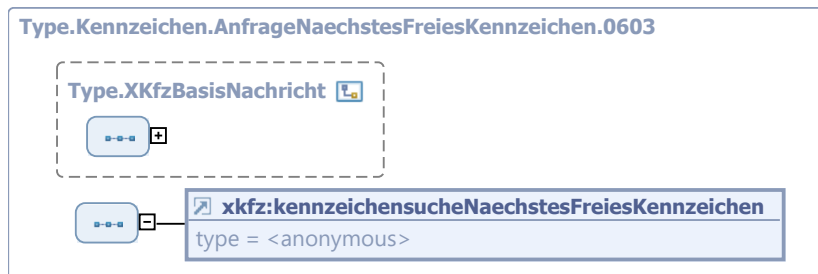 Type.Kennzeichen.AnfrageNaechstesFreiesKennzeichen.0603
Type.XKfzBasisNachricht
xkfz:kennzeichensucheNaechstesFreiesKennzeichen
type = <anonymous>